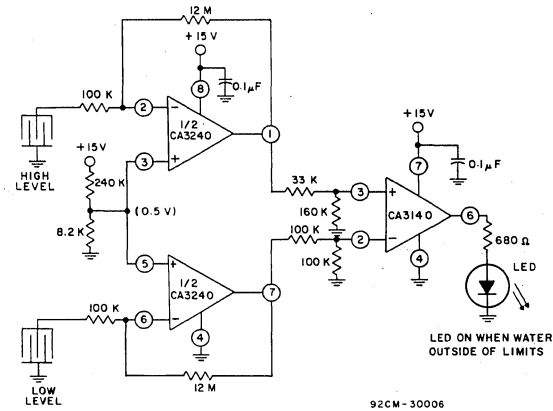 12 M
+15V
0.1μF
8
100 K
2
−
1/2
CA3240
1
+15V
3
+
HIGH
LEVEL
240 K
(0.5 V)
8.2 K
+15V
7
0.1μF
33 K
3
+
160 K
CA3140
6
100 K
2
−
100 K
4
680 Ω
LED
5
+
1/2
CA3240
7
100 K
6
−
4
LOW
LEVEL
12 M
LED ON WHEN WATER
OUTSIDE OF LIMITS
92CM-30006